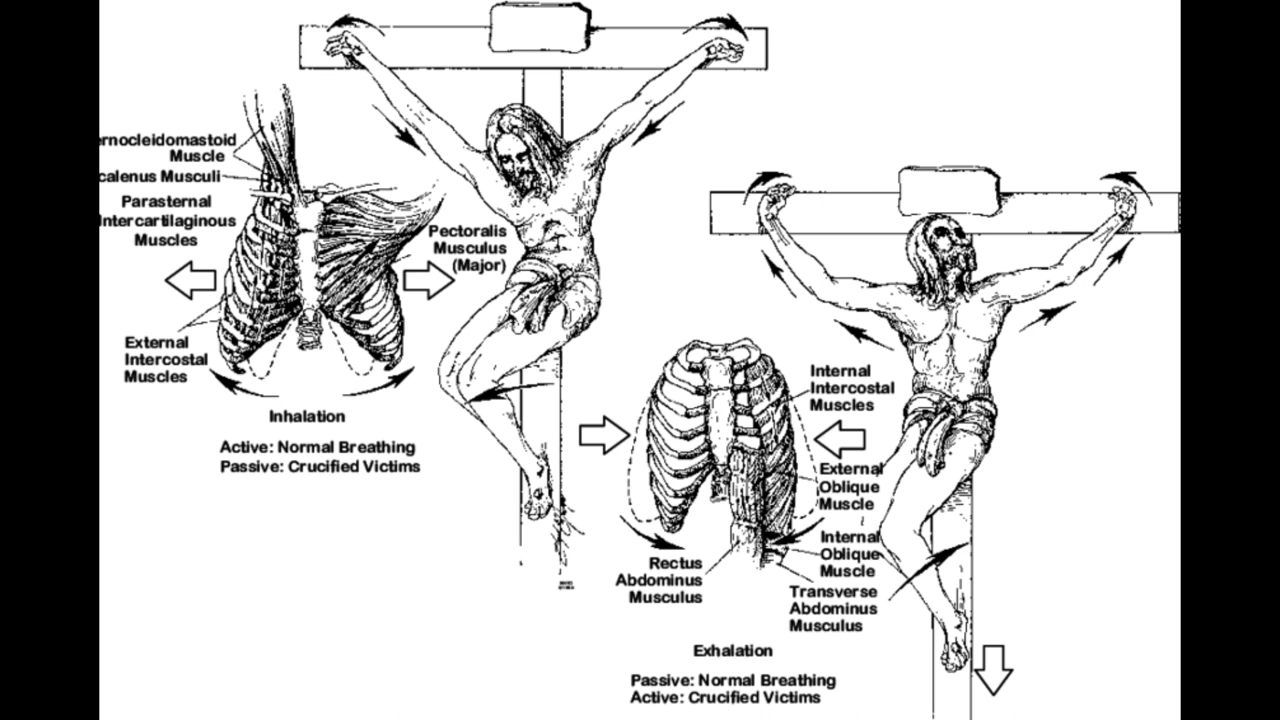 ernocleidomastoid
Muscle
calenus Musculi
Parasternal
Intercartilaginous
Muscles
Pectoralis
Musculus
(Major)
External
Intercostal
Muscles
Inhalation
Active: Normal Breathing
Passive: Crucified Victims
Internal
Intercostal
Muscles
External
Oblique
Muscle
Internal
Oblique
Muscle
Rectus
Abdominus
Musculus
Transverse
Abdominus
Musculus
Exhalation
Passive: Normal Breathing
Active: Crucified Victims